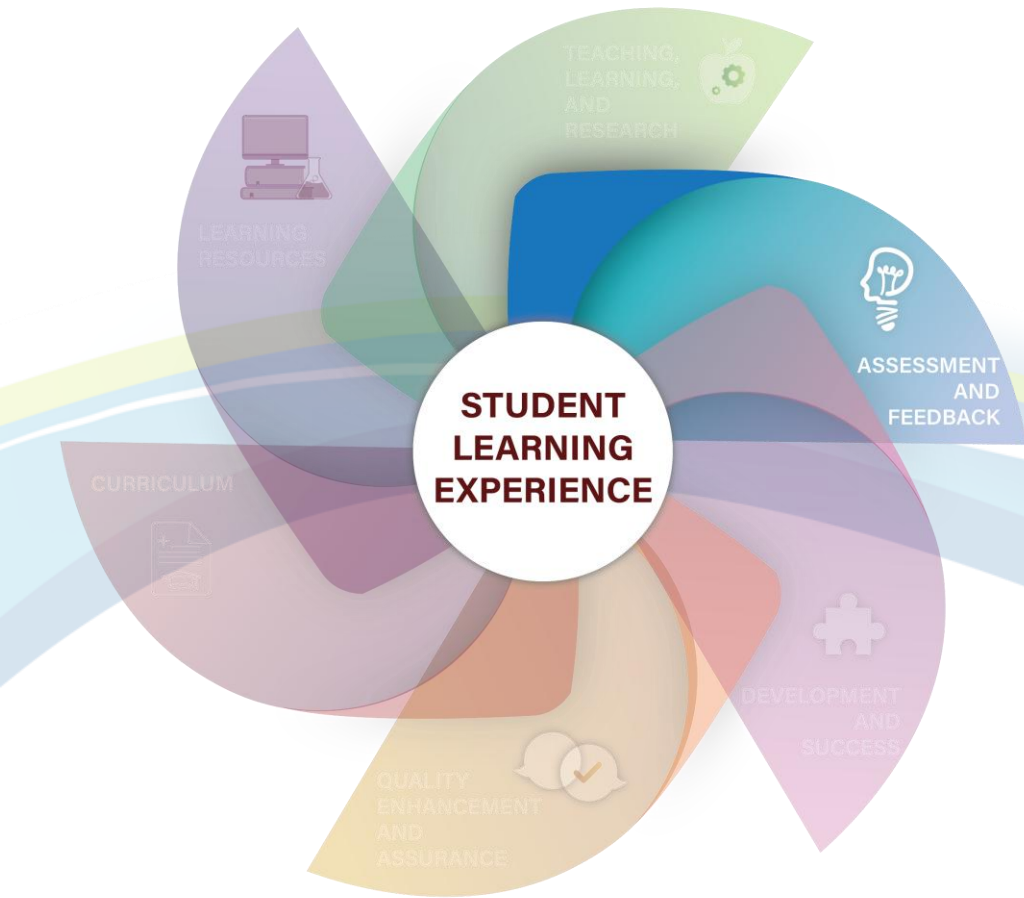 TEACHING,
LEARNING,
AND
RESEARCH
LEARNING
RESOURCES
ASSESSMENT
AND
FEEDBACK
STUDENT
LEARNING
EXPERIENCE
CURRICULUM
DEVELOPMENT
AND
SUCCESS
QUALITY
ENHANCEMENT
AND
ASSURANCE